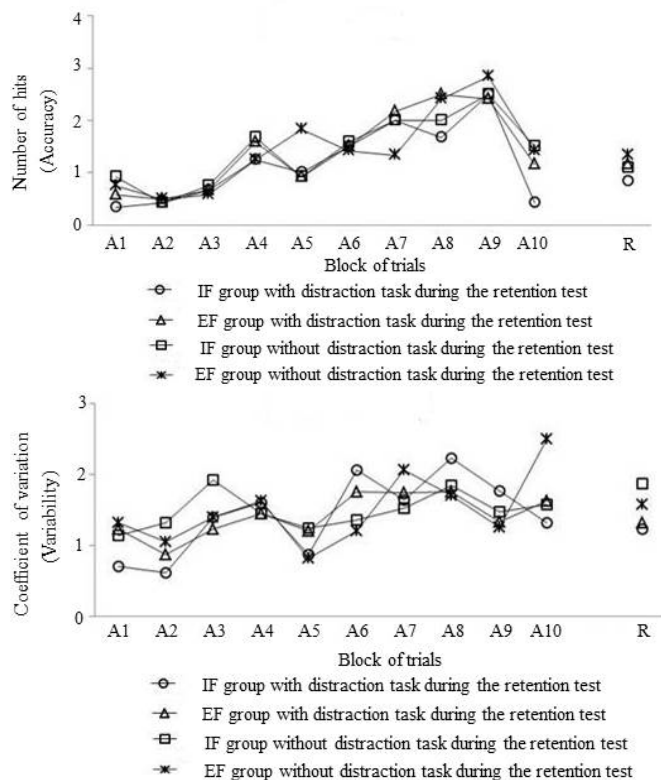 Number of hits
(Accuracy)
4
3
2
1
0
A1 A2 A3 A4 A5 A6 A7 A8 A9 A10 R
Block of trials
IF group with distraction task during the retention test
EF group with distraction task during the retention test
IF group without distraction task during the retention test
EF group without distraction task during the retention test
Coefficient of variation
(Variability)
3
2
1
0
A1 A2 A3 A4 A5 A6 A7 A8 A9 A10 R
Block of trials
IF group with distraction task during the retention test
EF group with distraction task during the retention test
IF group without distraction task during the retention test
EF group without distraction task during the retention test